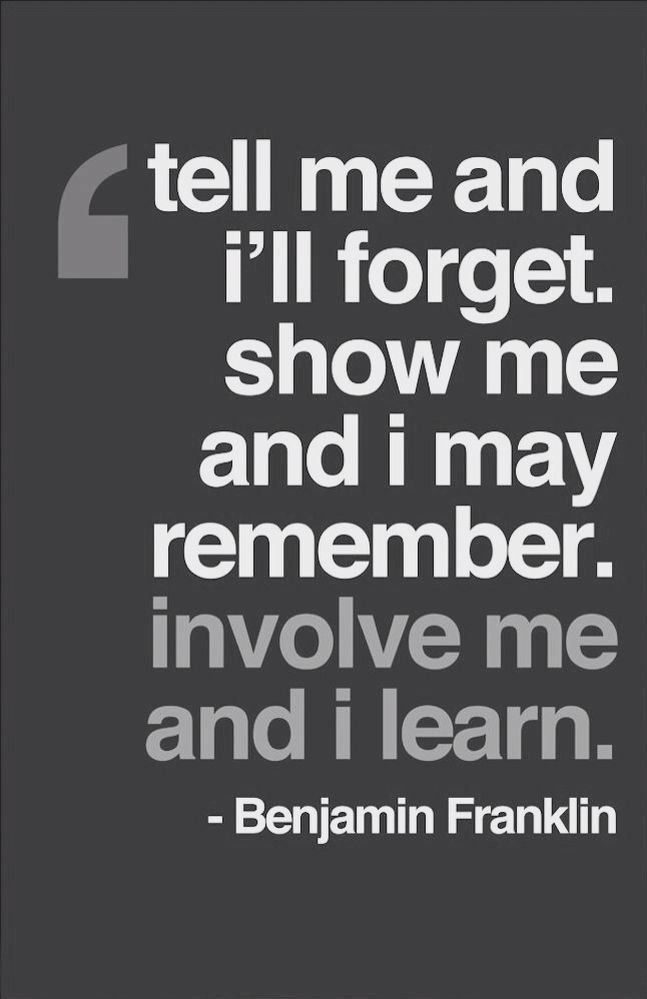 ‘tell me and
i’ll forget.
show me
and i may
remember.
involve me
and i learn.
- Benjamin Franklin